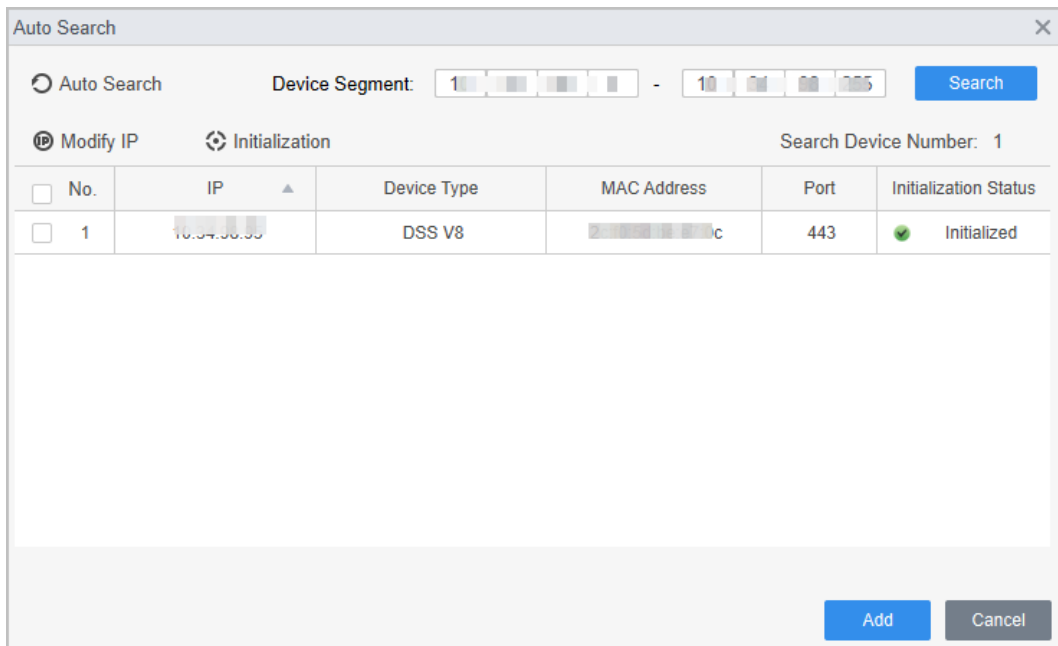 Auto Search
Auto Search Device Segment: - Search
Modify IP Initialization Search Device Number: 1
No. IP Device Type MAC Address Port Initialization Status
1 DSS V8 443 Initialized
Add Cancel